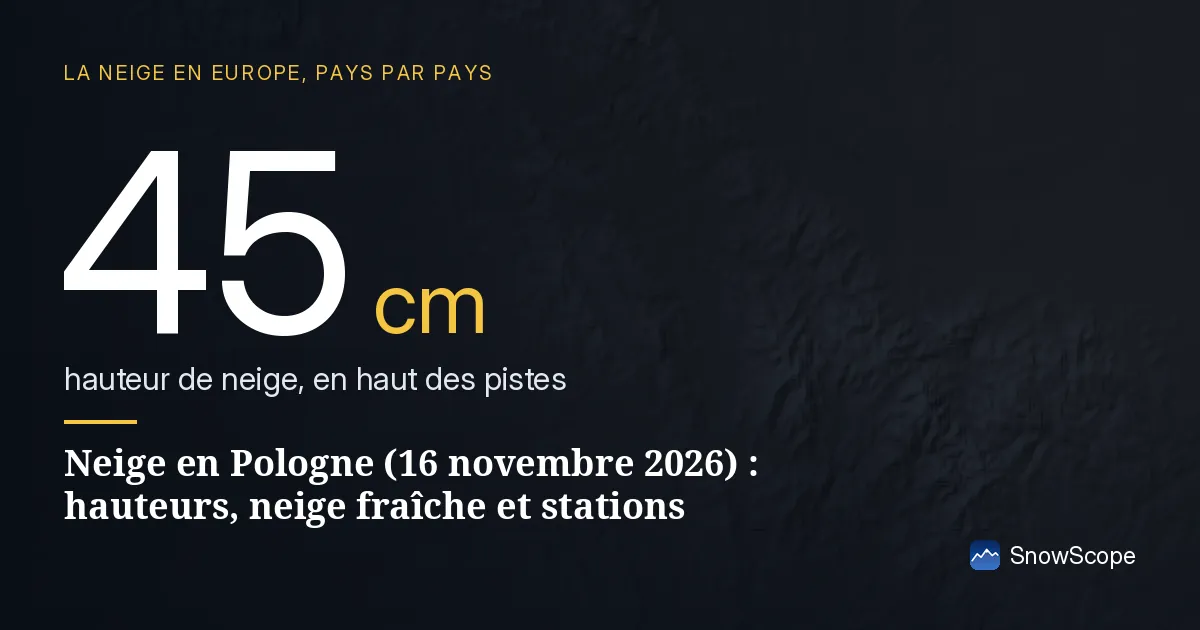 LA NEIGE EN EUROPE, PAYS PAR PAYS
45 cm
hauteur de neige, en haut des pistes
Neige en Pologne (16 novembre 2026) :
hauteurs, neige fraîche et stations
SnowScope